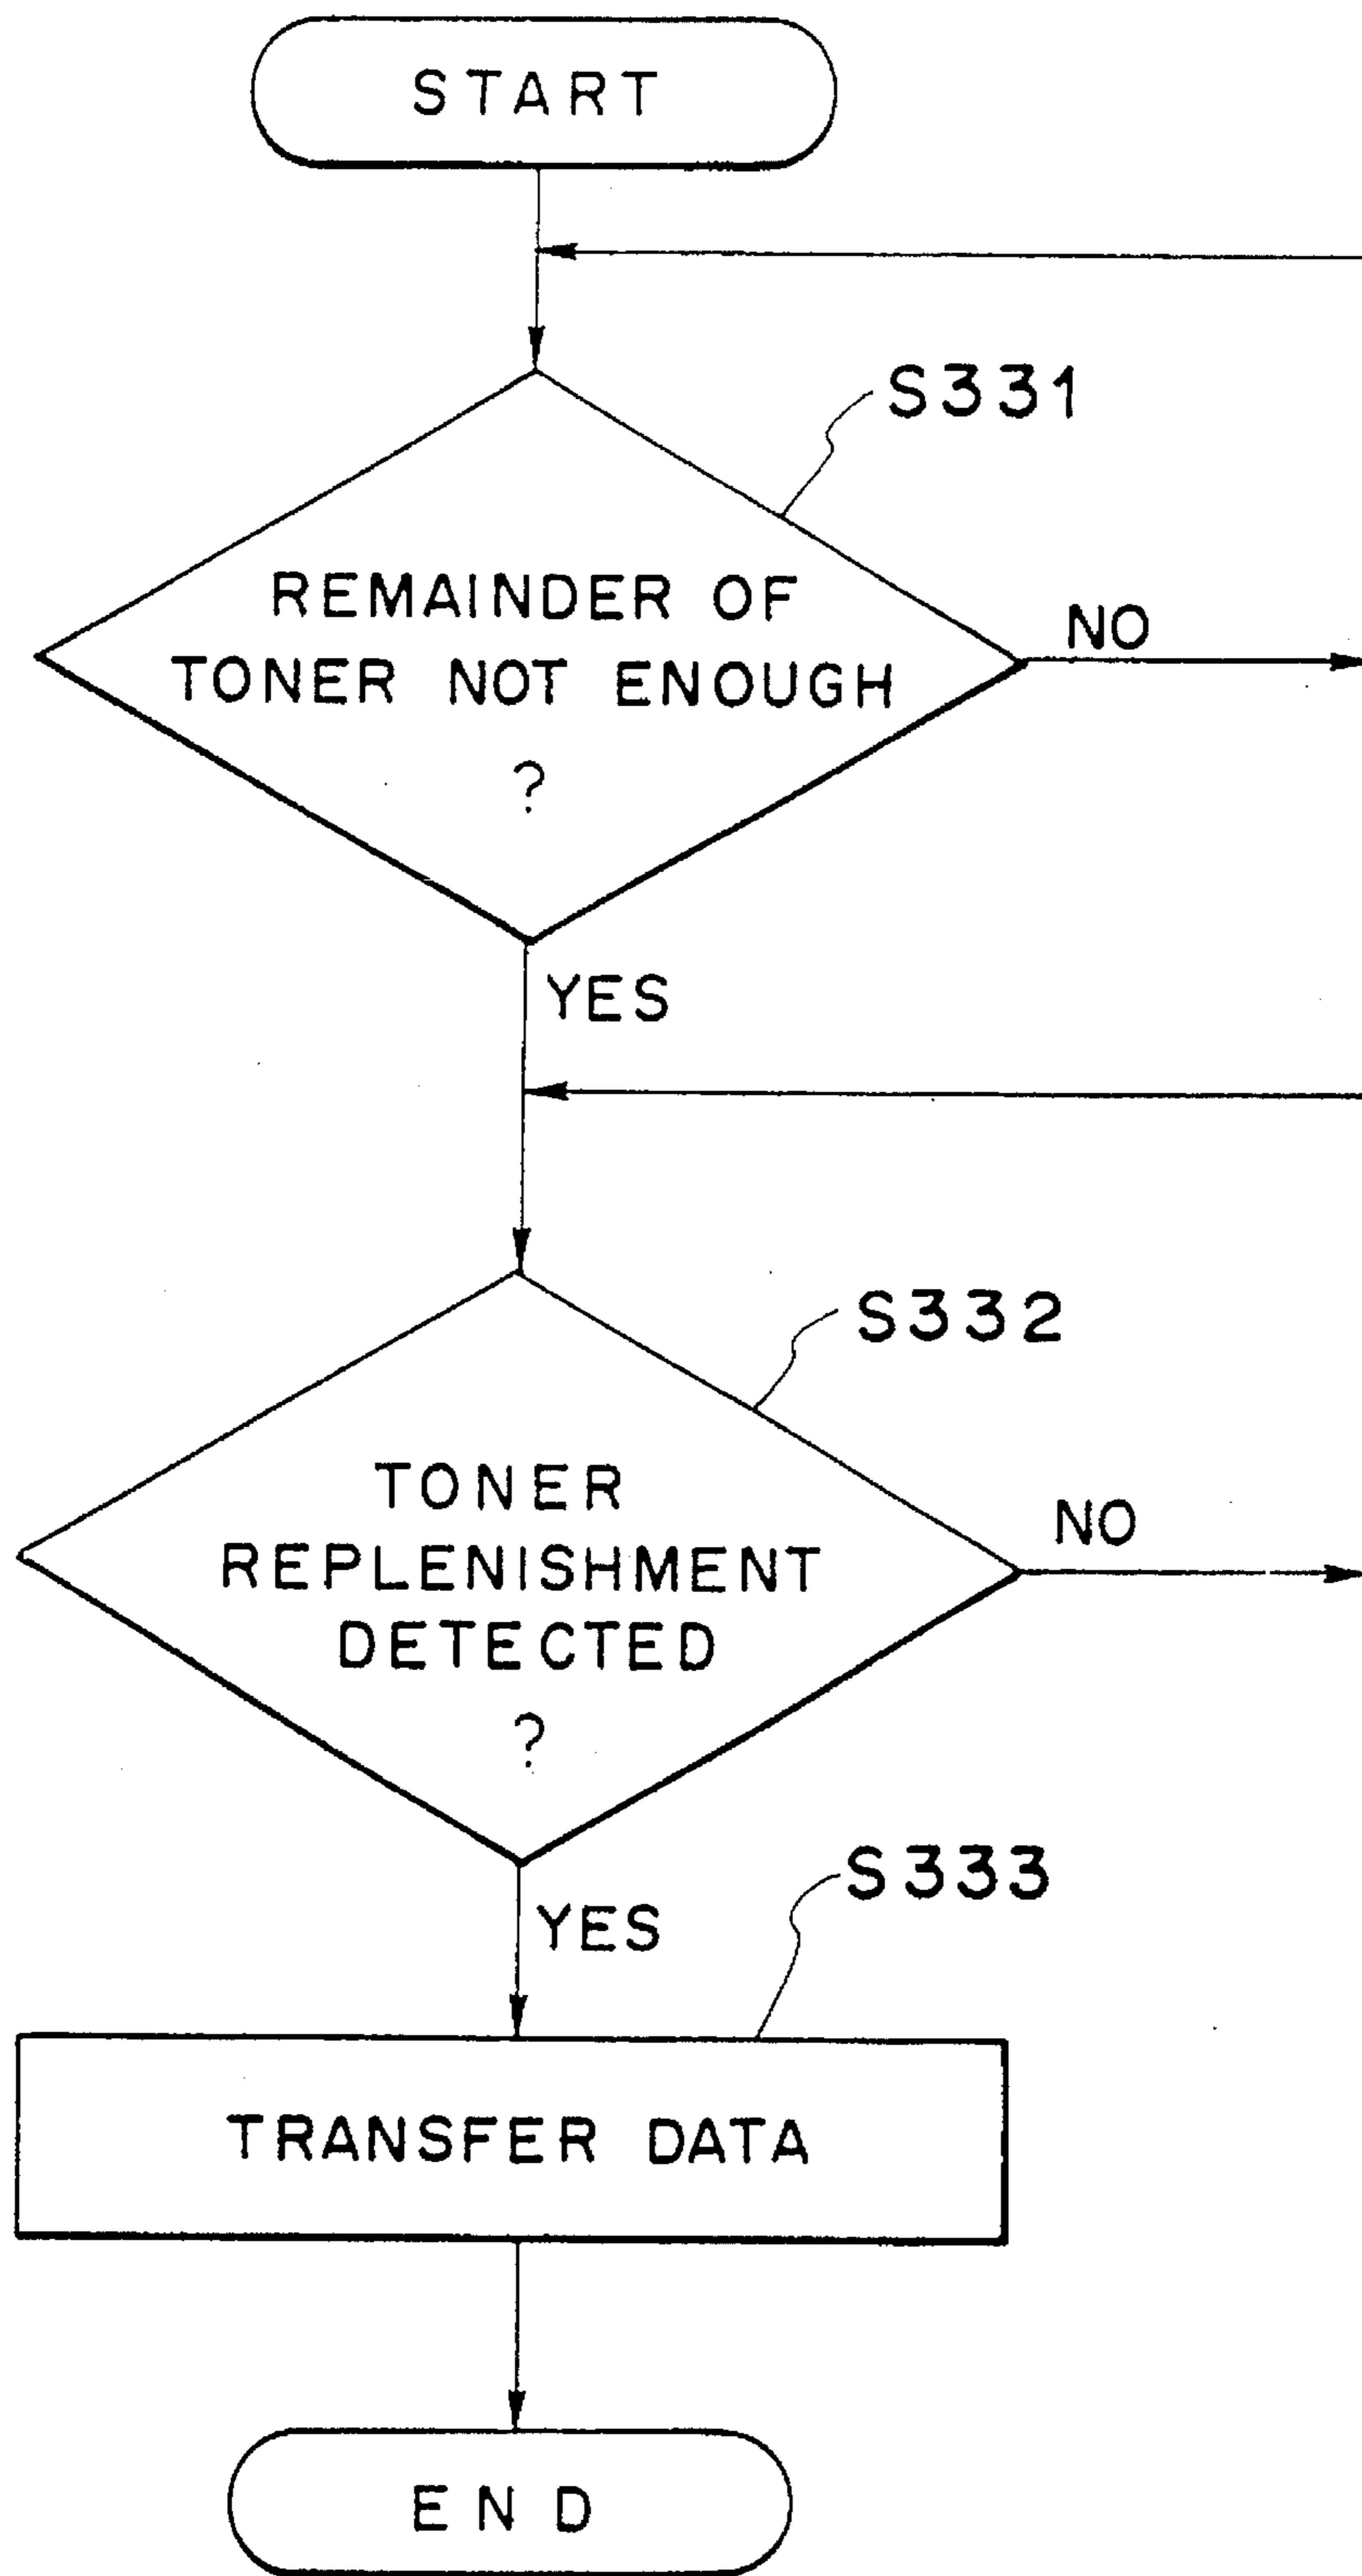 START
S331
REMAINDER OF
TONER NOT ENOUGH
?
NO
YES
S332
TONER
REPLENISHMENT
DETECTED
?
NO
YES
S333
TRANSFER DATA
END